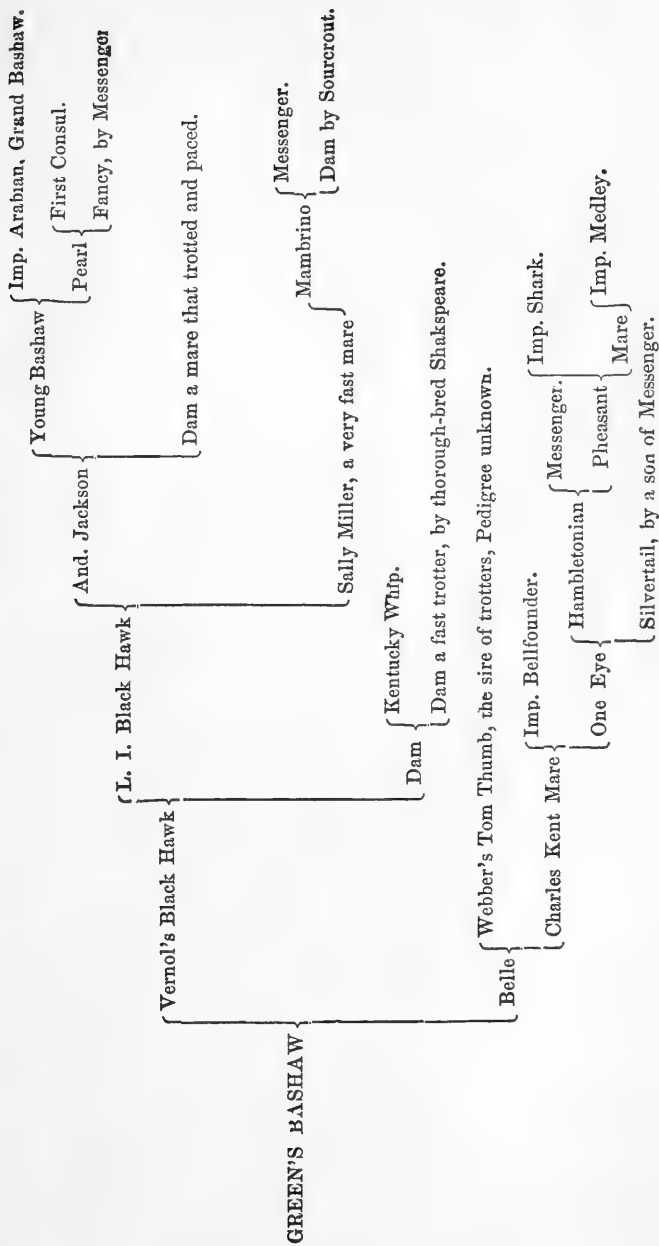 GREEN'S BASHAW
Vernol's Black Hawk
L. I. Black Hawk
And. Jackson
Young Bashaw
Imp. Arabian, Grand Bashaw.
Pearl
First Consul.
Fancy, by Messenger
Dam a mare that trotted and paced.
Sally Miller, a very fast mare
Mambrino
Messenger.
Dam by Sourcrout.
Dam
Kentucky Whip.
Dam a fast trotter, by thorough-bred Shakspeare.
Belle
Webber's Tom Thumb, the sire of trotters, Pedigree unknown.
Charles Kent Mare
Imp. Bellfounder.
One Eye
Hambletonian
Messenger.
Pheasant
Imp. Shark.
Mare
Imp. Medley.
Silvertail, by a son of Messenger.